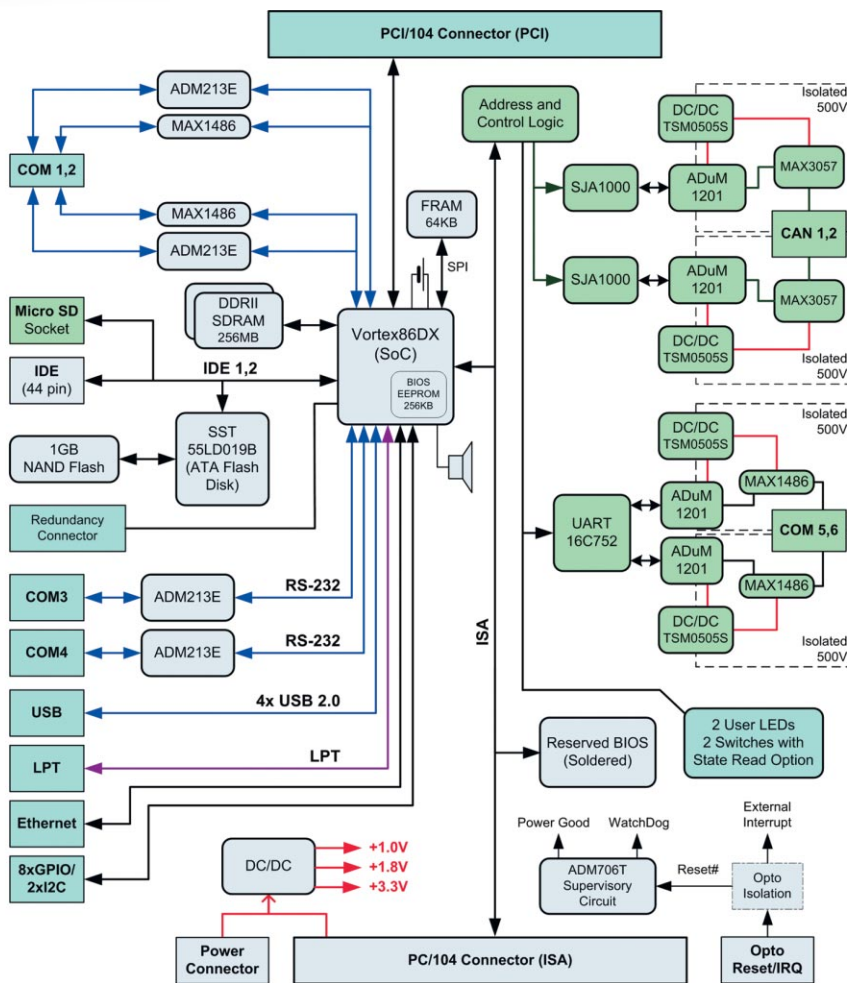 PCI/104 Connector (PCI)
ADM213E
MAX1486
COM 1,2
MAX1486
ADM213E
FRAM
64KB
SPI
Address and
Control Logic
Isolated
500V
DC/DC
TSM0505S
SJA1000
ADuM
1201
MAX3057
CAN 1,2
SJA1000
ADuM
1201
MAX3057
DC/DC
TSM0505S
Isolated
500V
Micro SD
Socket
DDRII
SDRAM
256MB
Vortex86DX
(SoC)
BIOS
EEPROM
256KB
IDE
(44 pin)
IDE 1,2
1GB
NAND Flash
SST
55LD019B
(ATA Flash
Disk)
Redundancy
Connector
Isolated
500V
DC/DC
TSM0505S
ADuM
1201
MAX1486
UART
16C752
COM 5,6
ADuM
1201
MAX1486
DC/DC
TSM0505S
Isolated
500V
COM3
ADM213E
RS-232
COM4
ADM213E
RS-232
ISA
USB
4x USB 2.0
LPT
LPT
Ethernet
8xGPIO/
2xI2C
Reserved BIOS
(Soldered)
2 User LEDs
2 Switches with
State Read Option
DC/DC
+1.0V
+1.8V
+3.3V
Power Good
WatchDog
External
Interrupt
ADM706T
Supervisory
Circuit
Reset#
Opto
Isolation
Power
Connector
PC/104 Connector (ISA)
Opto
Reset/IRQ